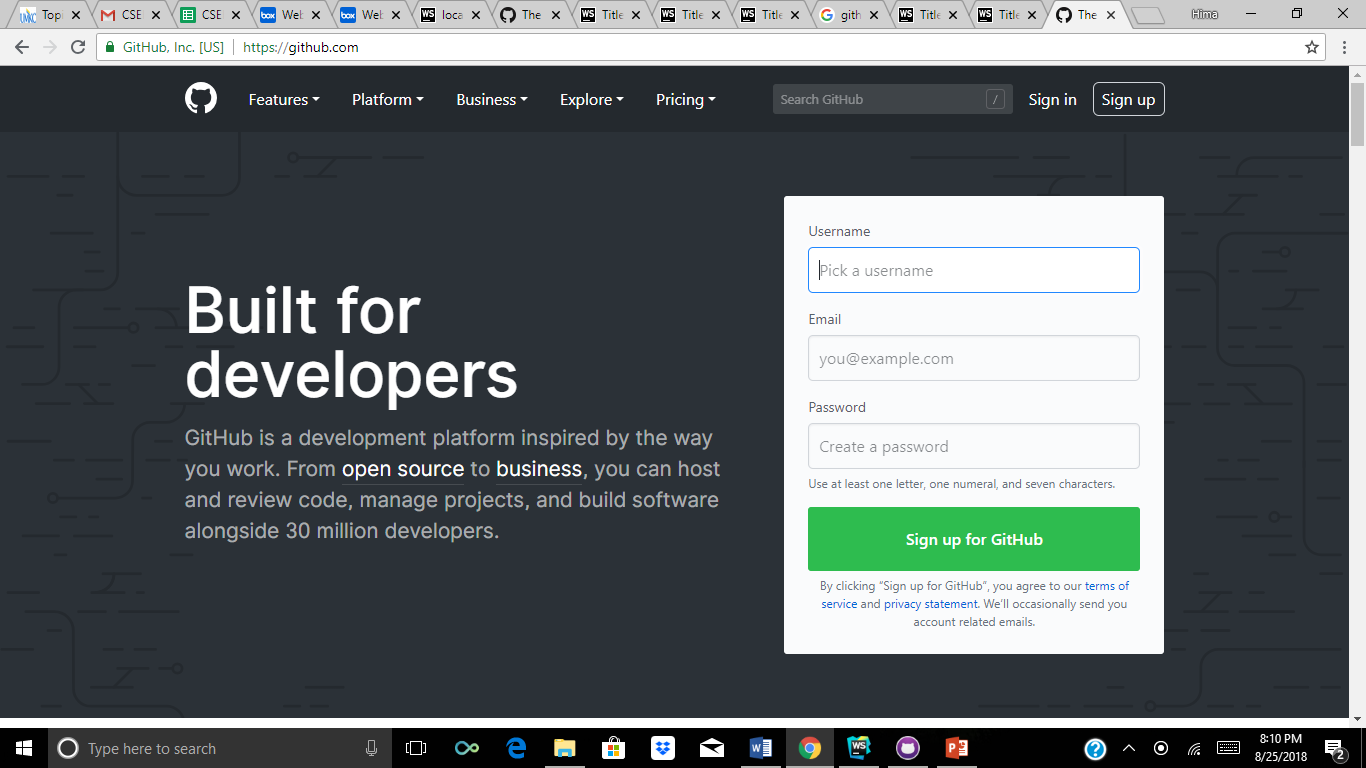 Top
CSE
CSE
Web
Web
loca
The
Title
Title
Title
gith
Title
Title
The
Hima
GitHub, Inc. [US]
https://github.com
Features
Platform
Business
Explore
Pricing
Search GitHub /
Sign in
Sign up
Built for
developers
GitHub is a development platform inspired by the way
you work. From open source to business, you can host
and review code, manage projects, and build software
alongside 30 million developers.
Username
Pick a username
Email
you@example.com
Password
Create a password
Use at least one letter, one numeral, and seven characters.
Sign up for GitHub
By clicking “Sign up for GitHub”, you agree to our terms of
service and privacy statement. We’ll occasionally send you
account related emails.
Type here to search
8:10 PM
8/25/2018
2